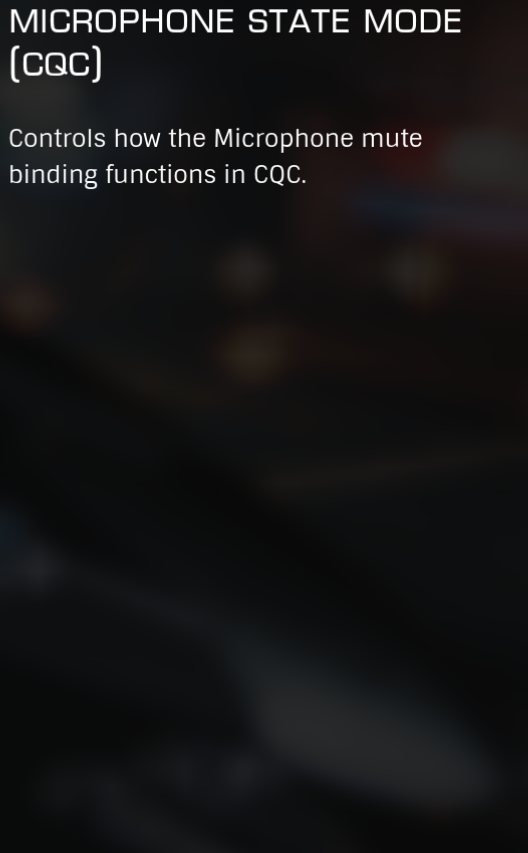 MICROPHONE STATE MODE
(CQC)
Controls how the Microphone mute
binding functions in CQC.